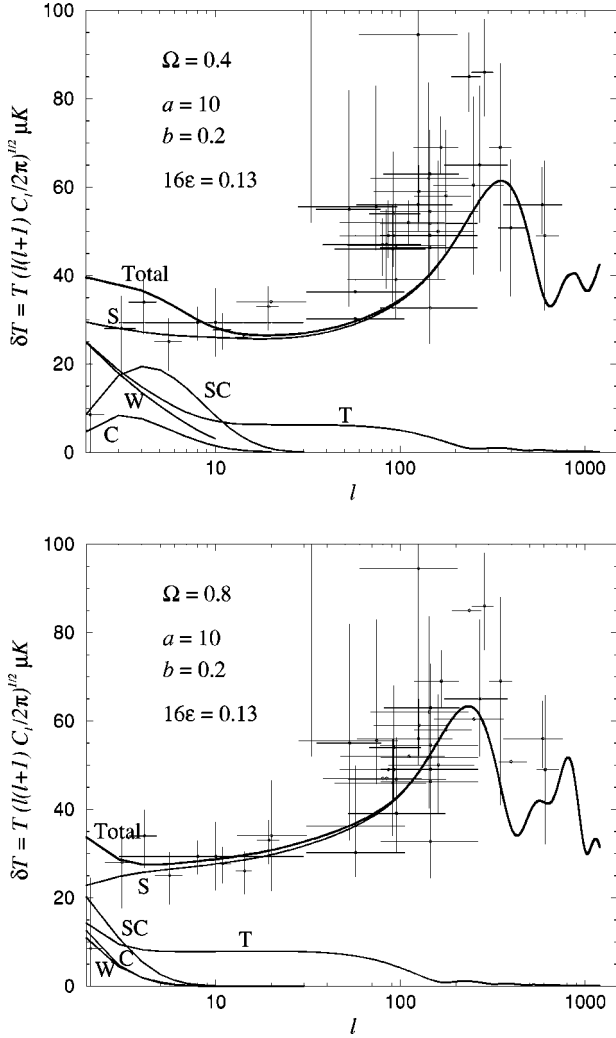 100
80
60
40
20
0
δT = T (l(l+1) C_l/2π)^{1/2} μK
Ω = 0.4
a = 10
b = 0.2
16ε = 0.13
Total
S
SC
W
C
T
10
100
1000
l
100
80
60
40
20
0
δT = T (l(l+1) C_l/2π)^{1/2} μK
Ω = 0.8
a = 10
b = 0.2
16ε = 0.13
Total
S
SC
C
W
T
10
100
1000
l